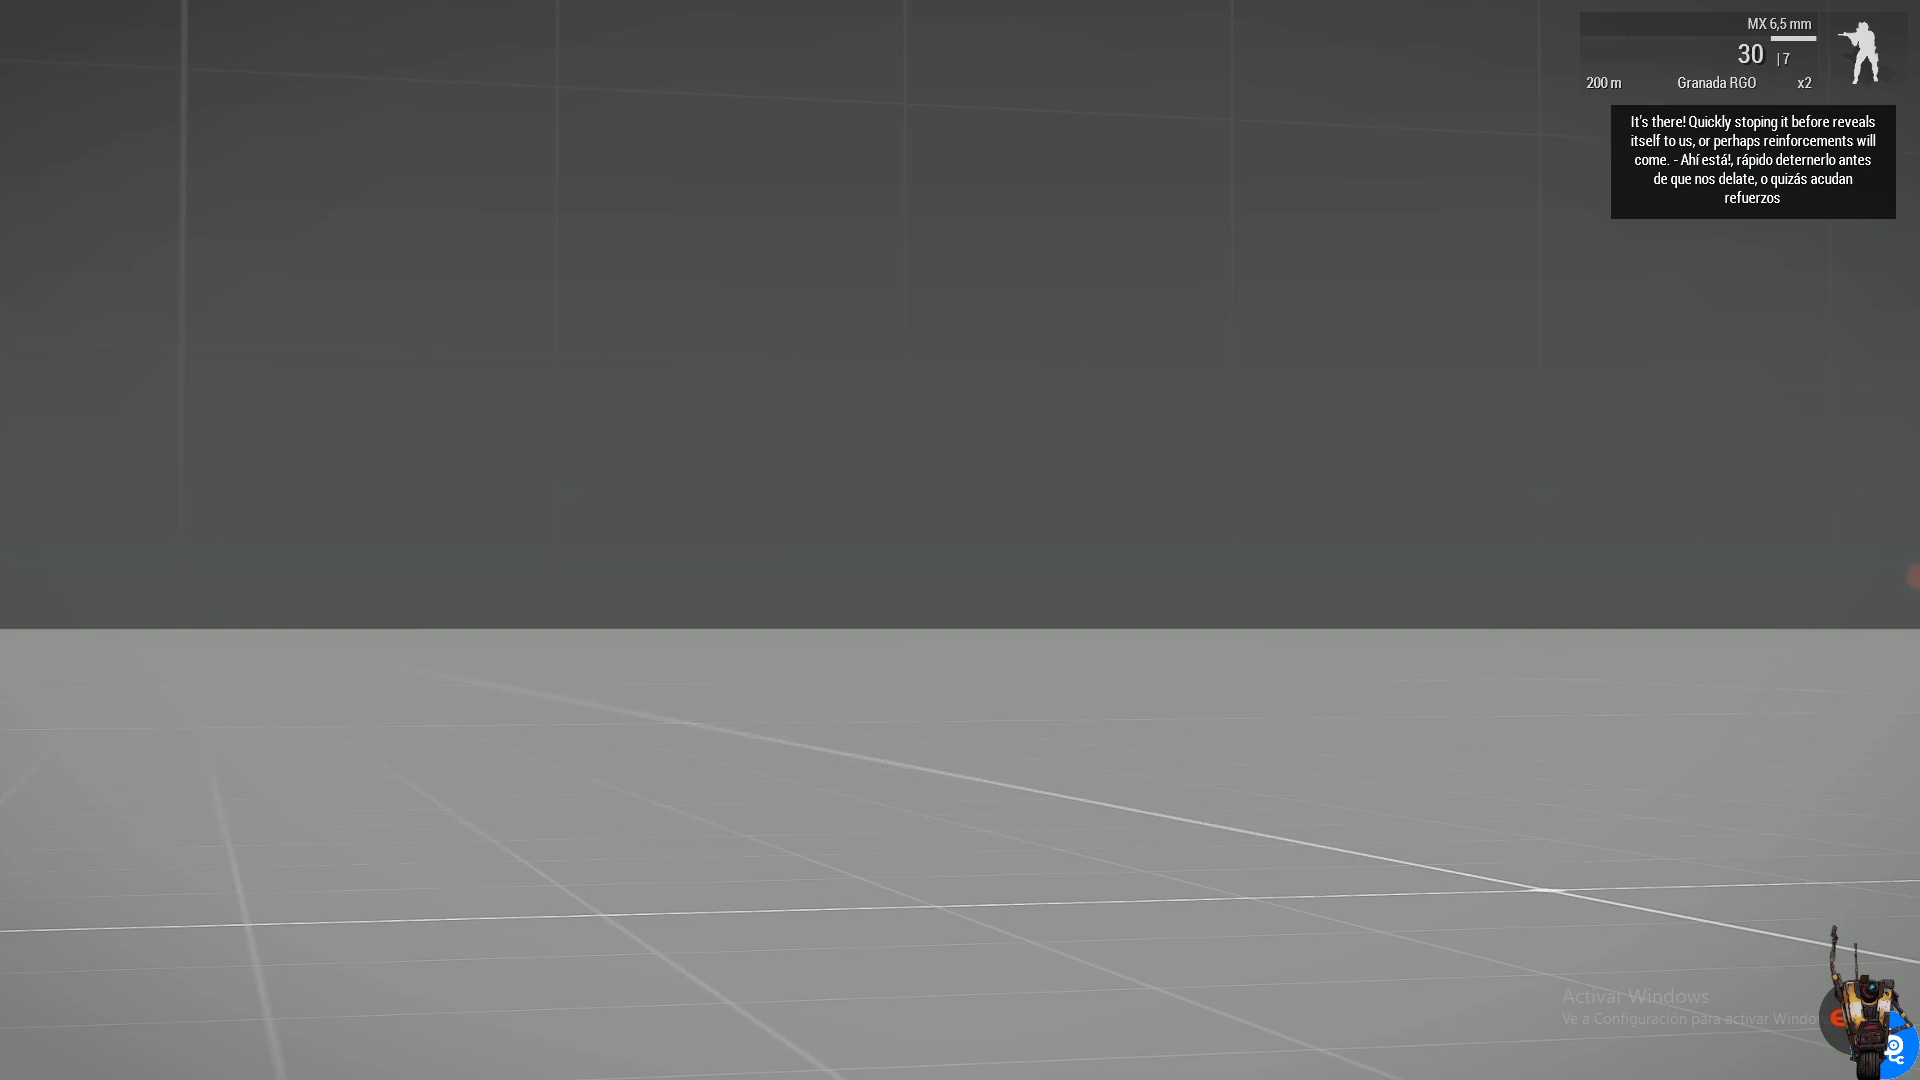 MX 6,5 mm
30 | 7
200 m Granada RGO x2
It's there! Quickly stoping it before reveals
itself to us, or perhaps reinforcements will
come. - Ahí está!, rápido deternerlo antes
de que nos delate, o quizás acudan
refuerzos
Activar Windows
Ve a Configuración para activar Windo